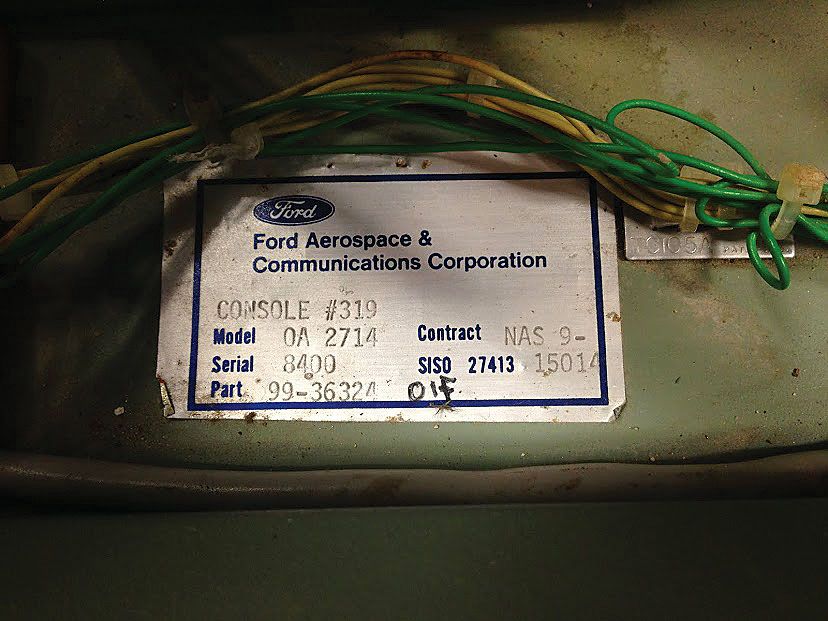 Ford
Ford Aerospace &
Communications Corporation
CONSOLE #319
Model OA 2714 Contract NAS 9-
Serial 8400 SISO 27413 15014
Part 99-36324 01F